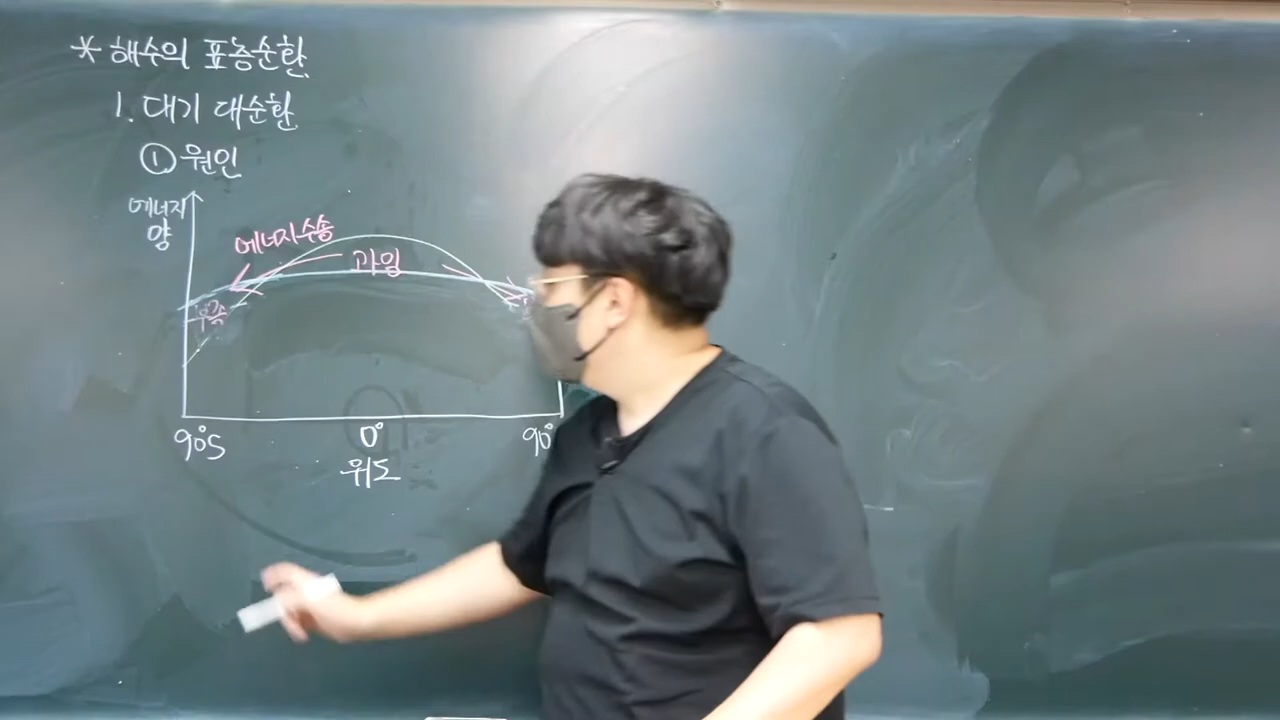 * 해수의 표층순환
1. 대기 대순환
① 원인
에너지
양
에너지수송
과잉
부족
90°S
0°
90°
위도